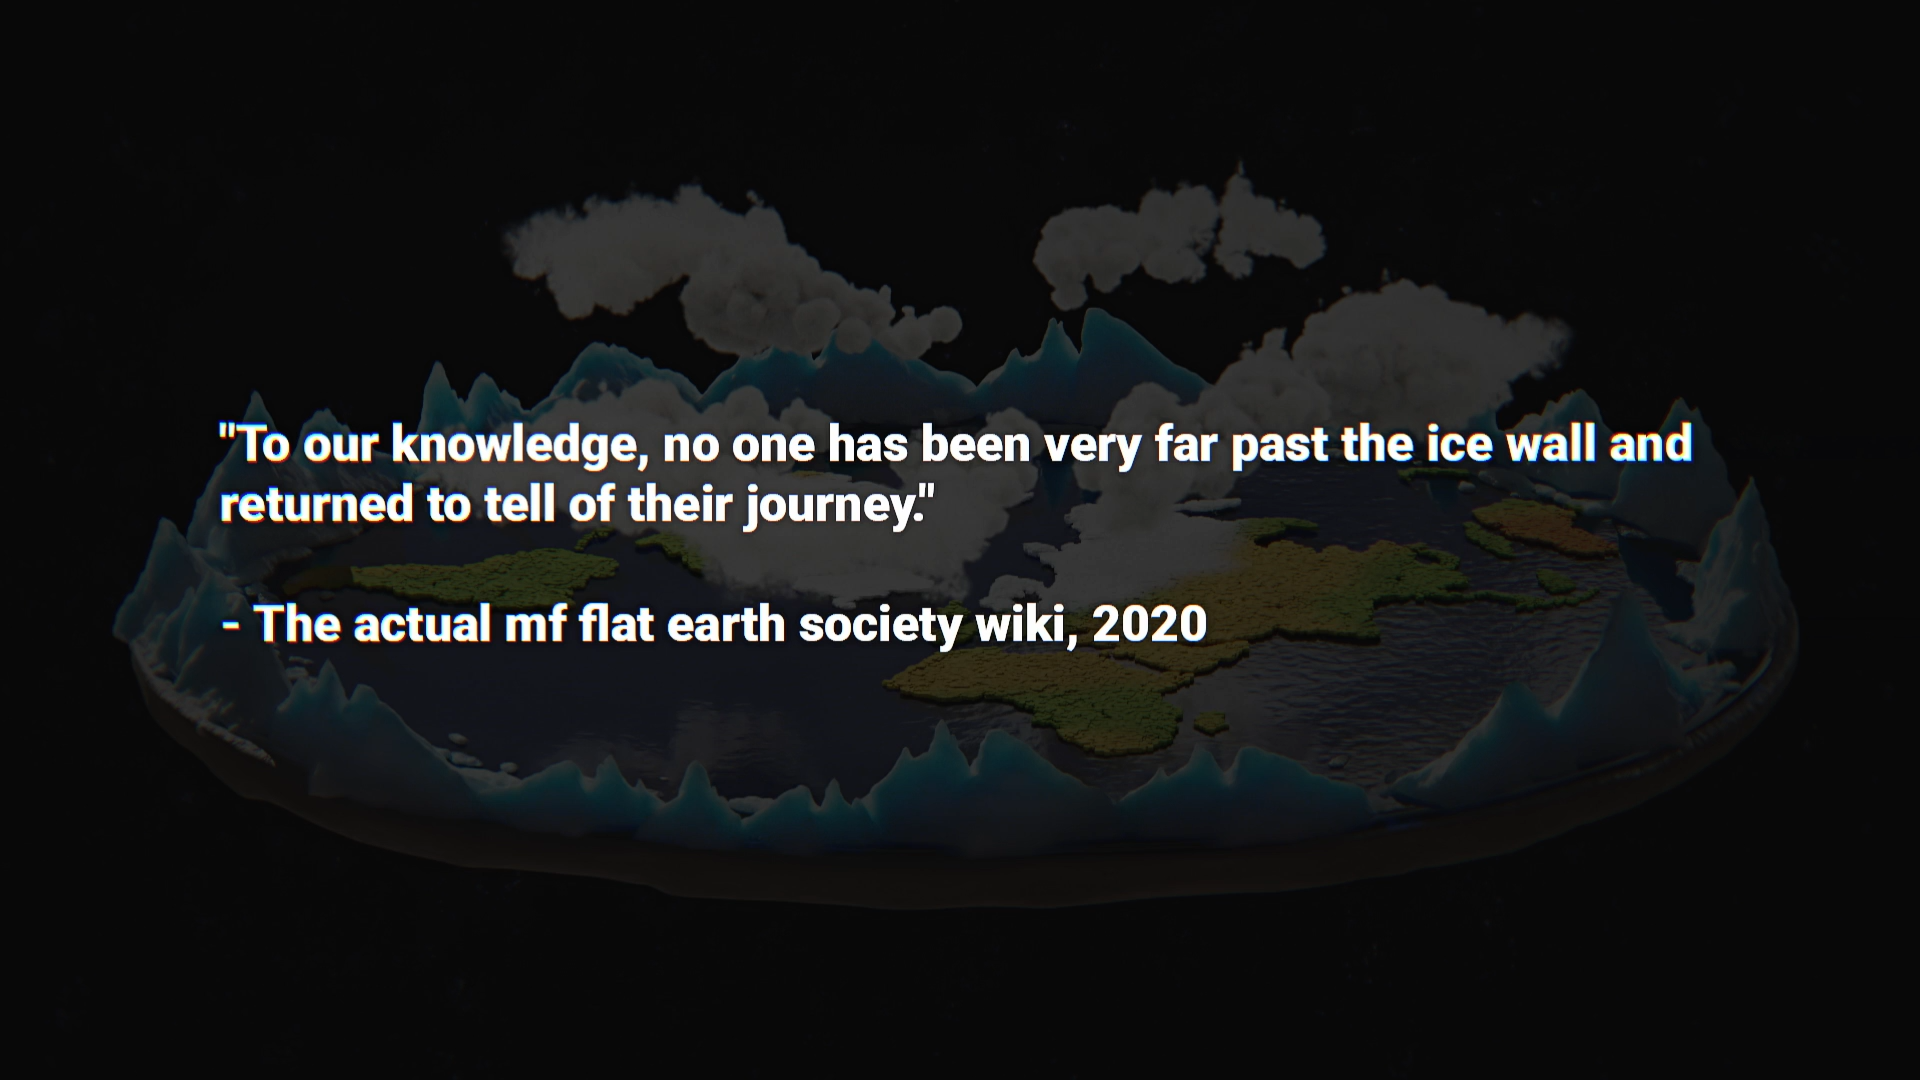 "To our knowledge, no one has been very far past the ice wall and
returned to tell of their journey."
- The actual mf flat earth society wiki, 2020